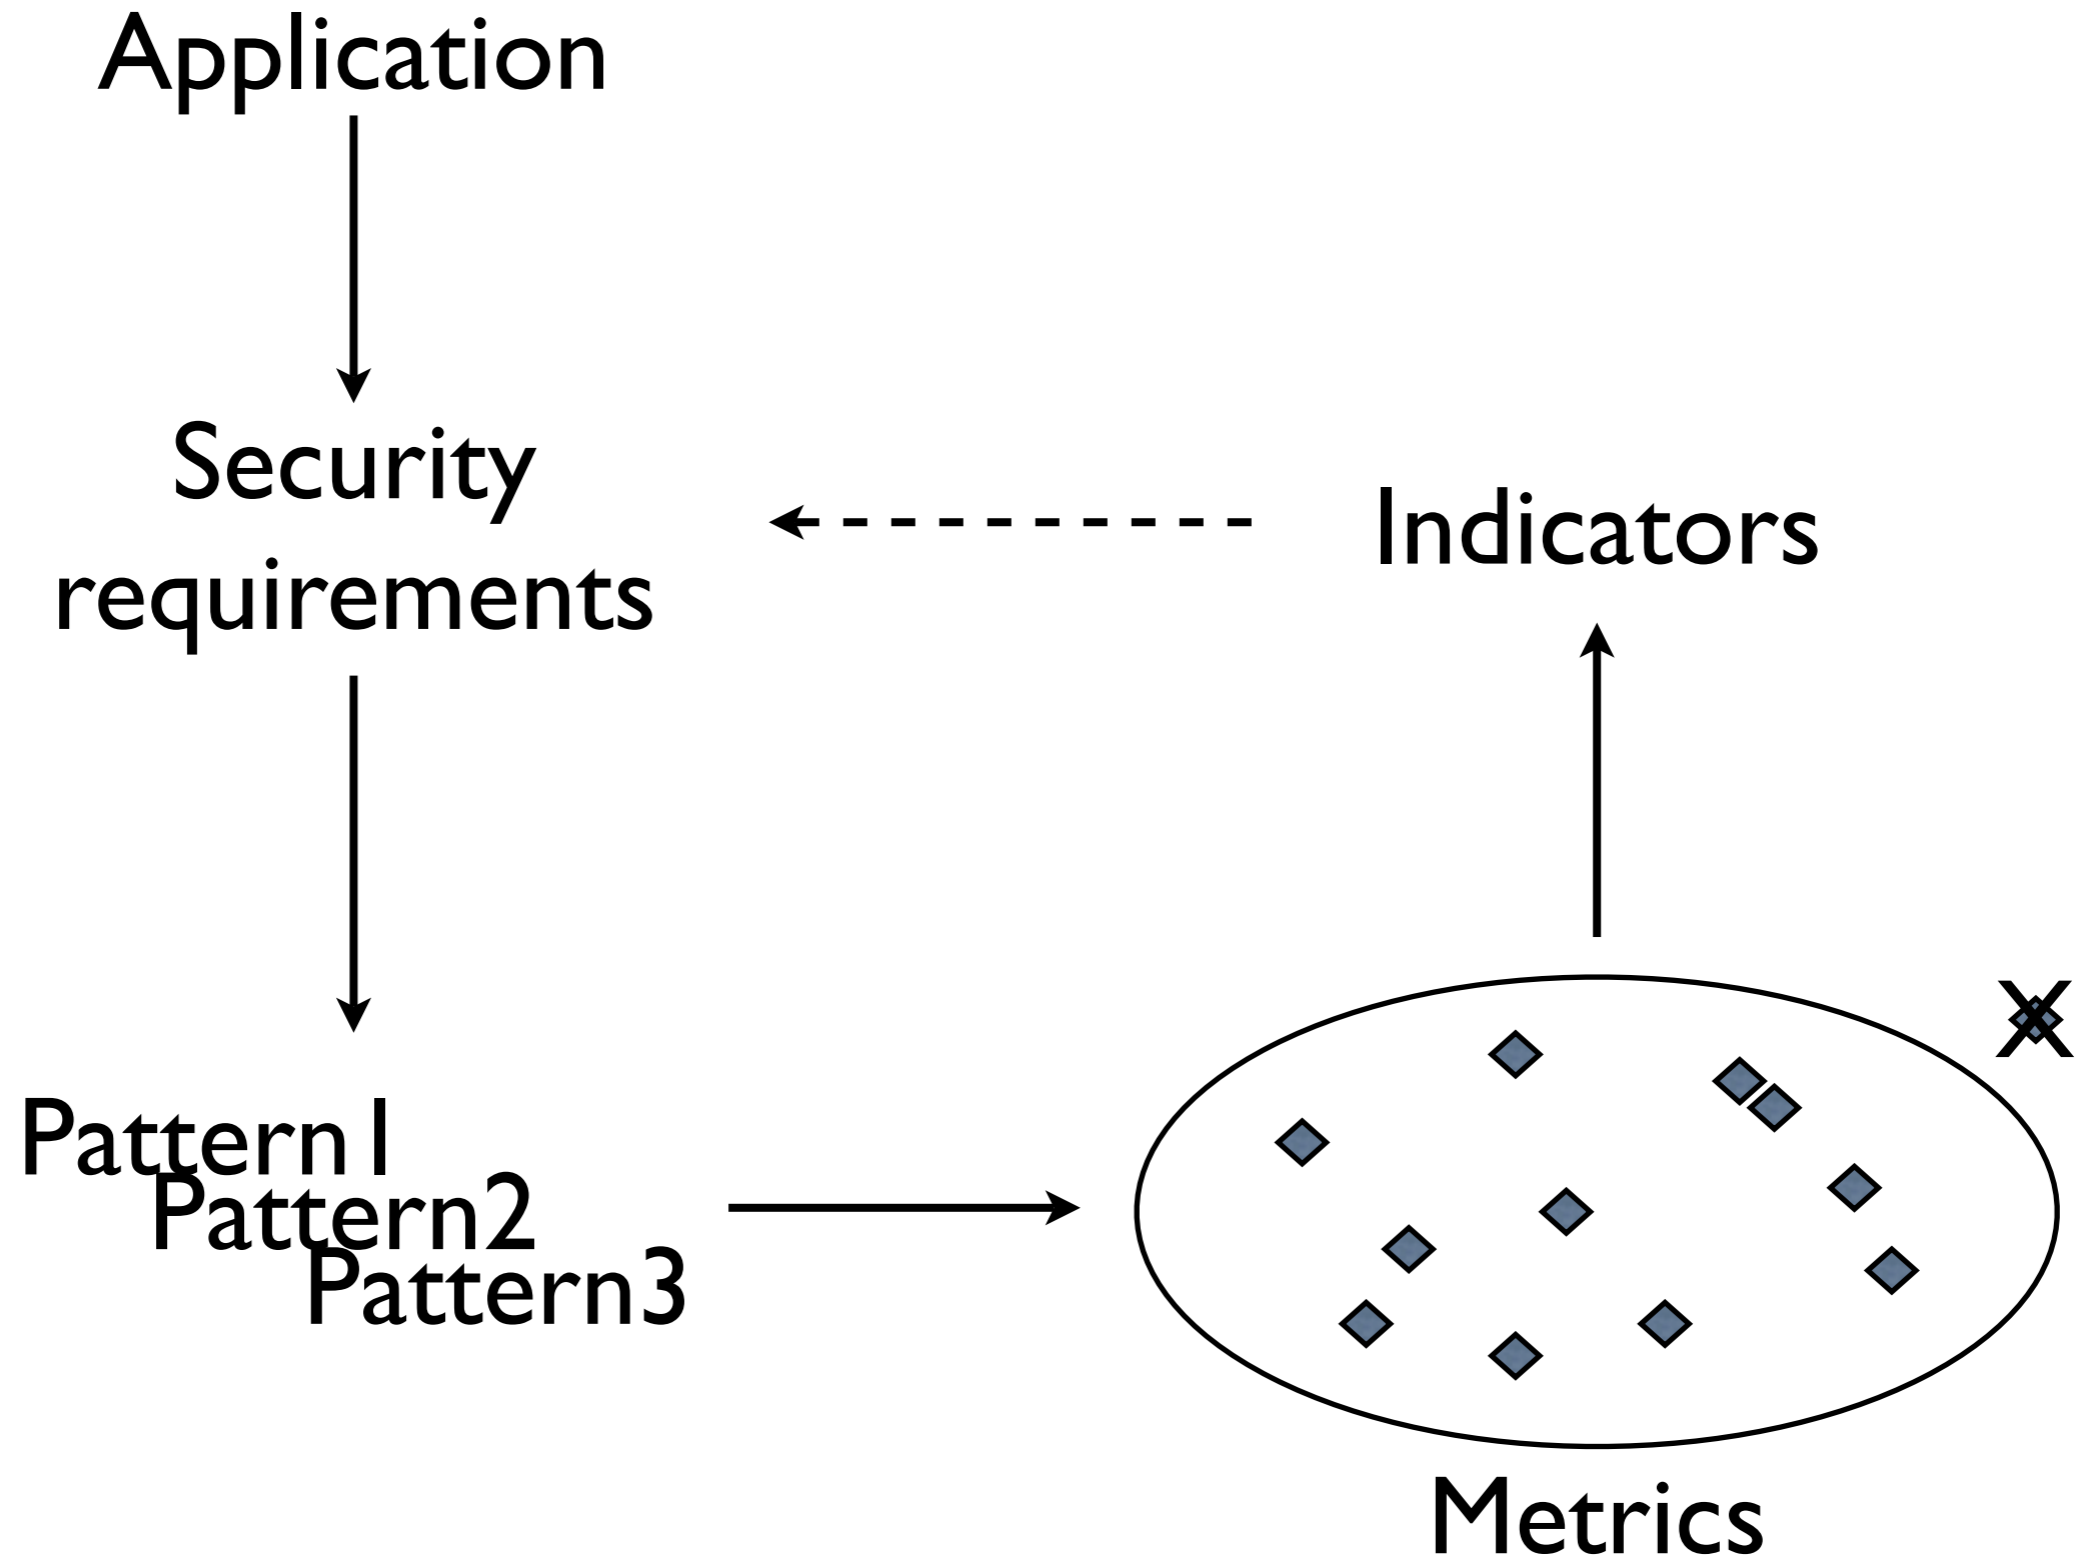 Application
Security
requirements
Indicators
Pattern1
Pattern2
Pattern3
X
Metrics